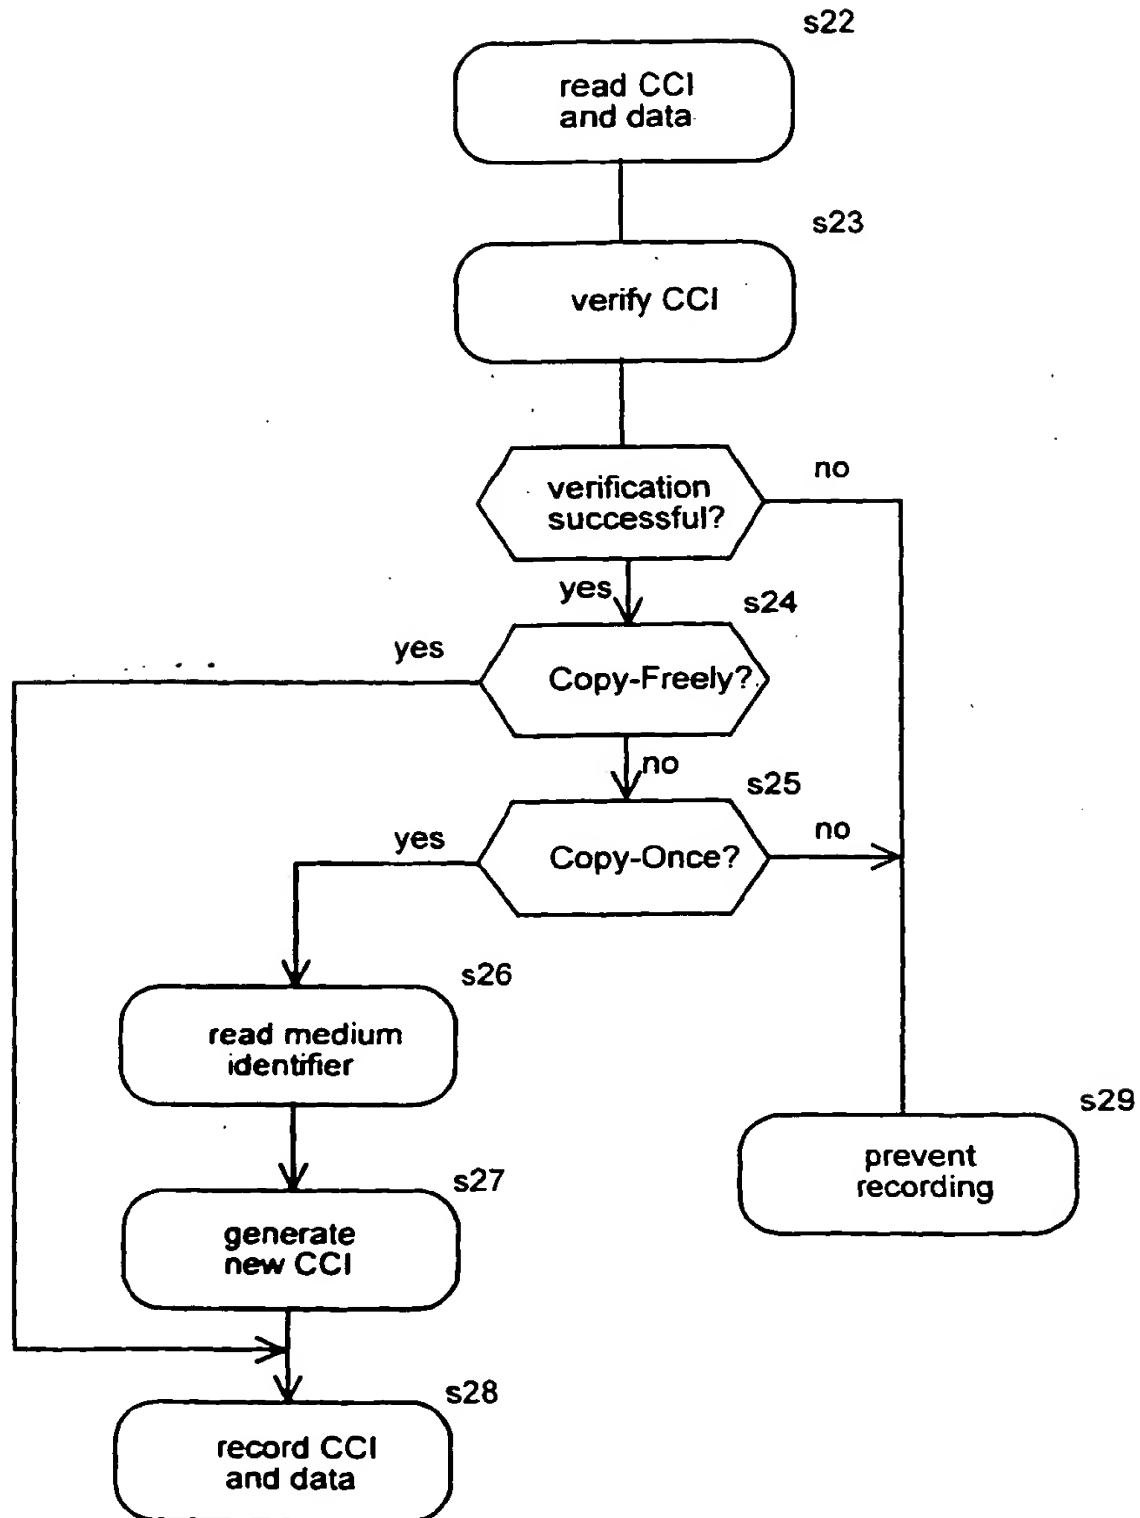 s22
read CCI
and data
s23
verify CCI
verification
successful?
no
yes
s24
yes
Copy-Freely?
no
s25
yes
Copy-Once?
no
s26
read medium
identifier
s29
prevent
recording
s27
generate
new CCI
s28
record CCI
and data